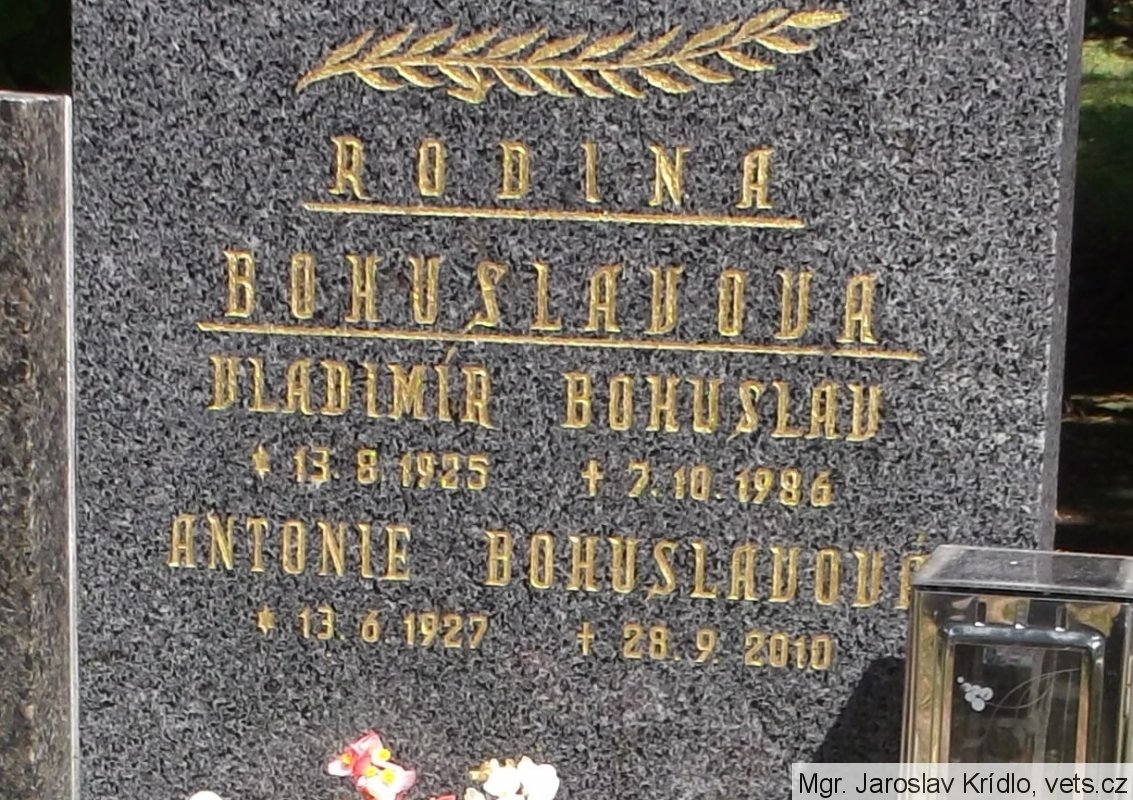 RODINA
BOHUSLAVOVA
VLADIMÍR BOHUSLAV
* 13. 8. 1925 † 7. 10. 1986
ANTONIE BOHUSLAVOVÁ
* 13. 6. 1927 † 28. 9. 2010
Mgr. Jaroslav Krídlo, vets.cz